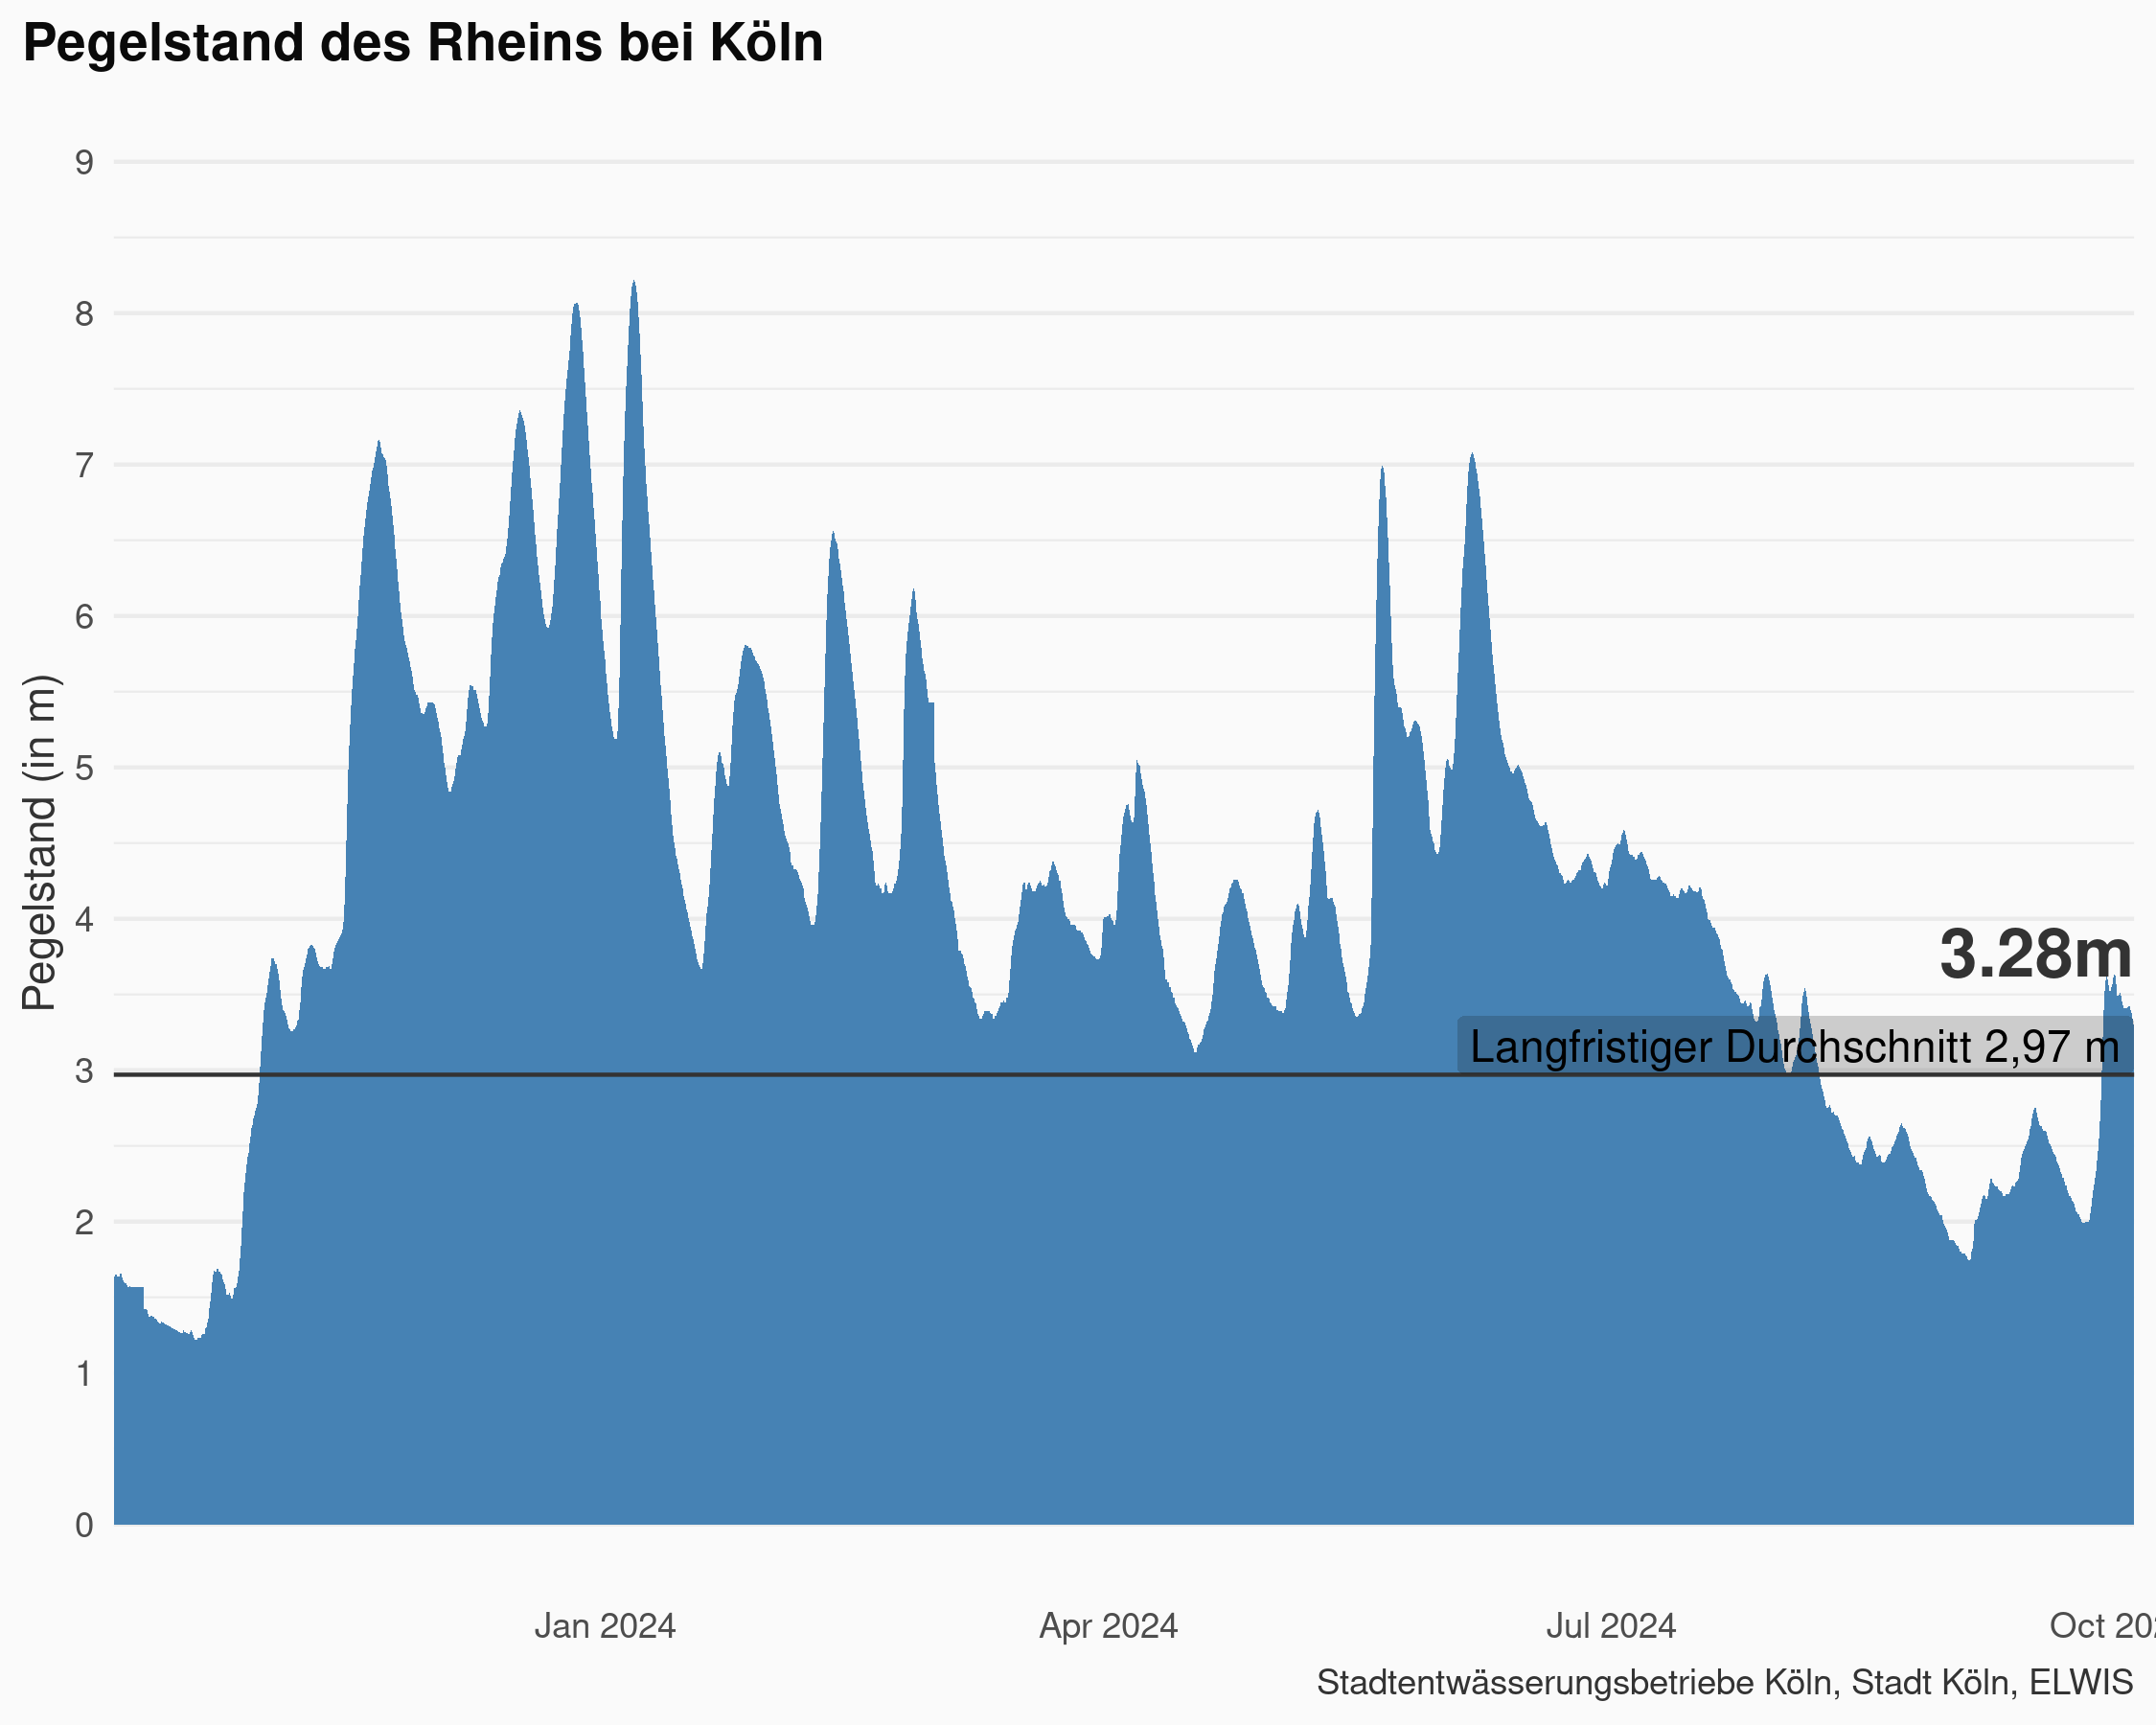 Pegelstand des Rheins bei Köln
Pegelstand (in m)
9
8
7
6
5
4
3
2
1
0
3.28m
Langfristiger Durchschnitt 2,97 m
Jan 2024
Apr 2024
Jul 2024
Oct 202
Stadtentwässerungsbetriebe Köln, Stadt Köln, ELWIS